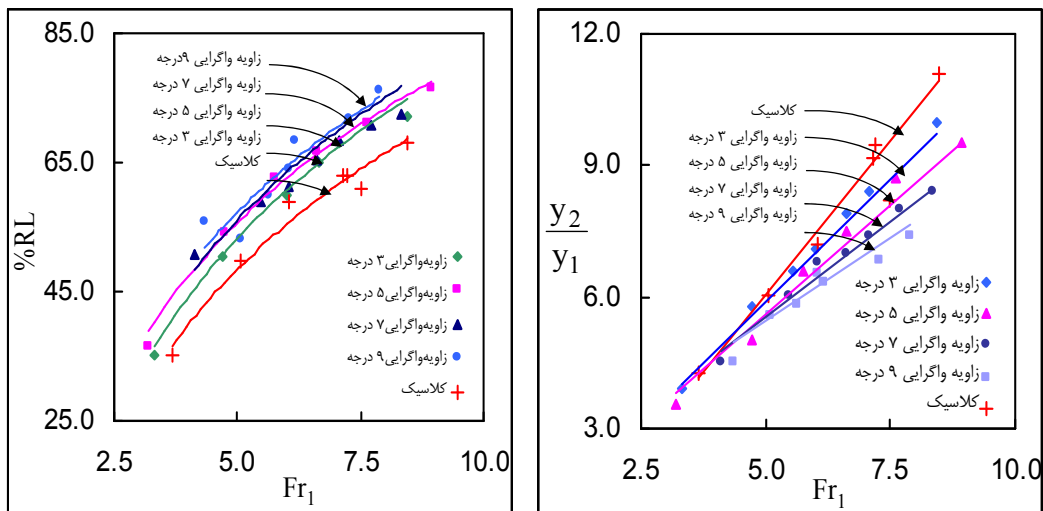 85.0
65.0
45.0
25.0
%RL
زاویه واگرایی ۹درجه
زاویه واگرایی ۷ درجه
زاویه واگرایی ۵ درجه
زاویه واگرایی ۳ درجه
کلاسیک
زاویه‌واگرایی۳ درجه
زاویه‌واگرایی۵ درجه
زاویه‌واگرایی۷ درجه
زاویه‌واگرایی۹ درجه
کلاسیک
2.5 5.0 7.5 10.0
Fr₁
12.0
9.0
6.0
3.0
y₂
y₁
کلاسیک
زاویه واگرایی ۳ درجه
زاویه واگرایی ۵ درجه
زاویه واگرایی ۷ درجه
زاویه واگرایی ۹ درجه
زاویه واگرایی ۳ درجه
زاویه واگرایی ۵ درجه
زاویه واگرایی ۷ درجه
زاویه واگرایی ۹ درجه
کلاسیک
2.5 5.0 7.5 10.0
Fr₁